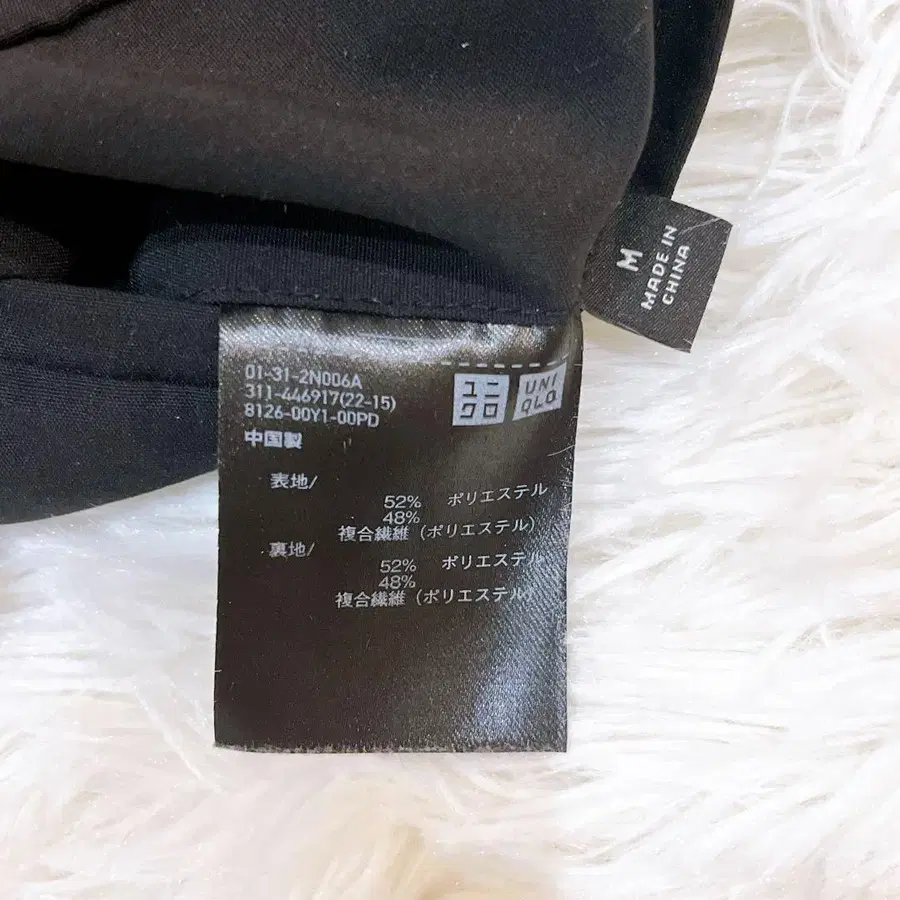 M
MADE IN
CHINA
01-31-2N006A
311-446917(22-15)
8126-00Y1-00PD
中国製
ユニ
クロ
UNI
QLO
表地/
52% ポリエステル
48%
複合繊維 (ポリエステル)
裏地/
52% ポリエステル
48%
複合繊維 (ポリエステル)